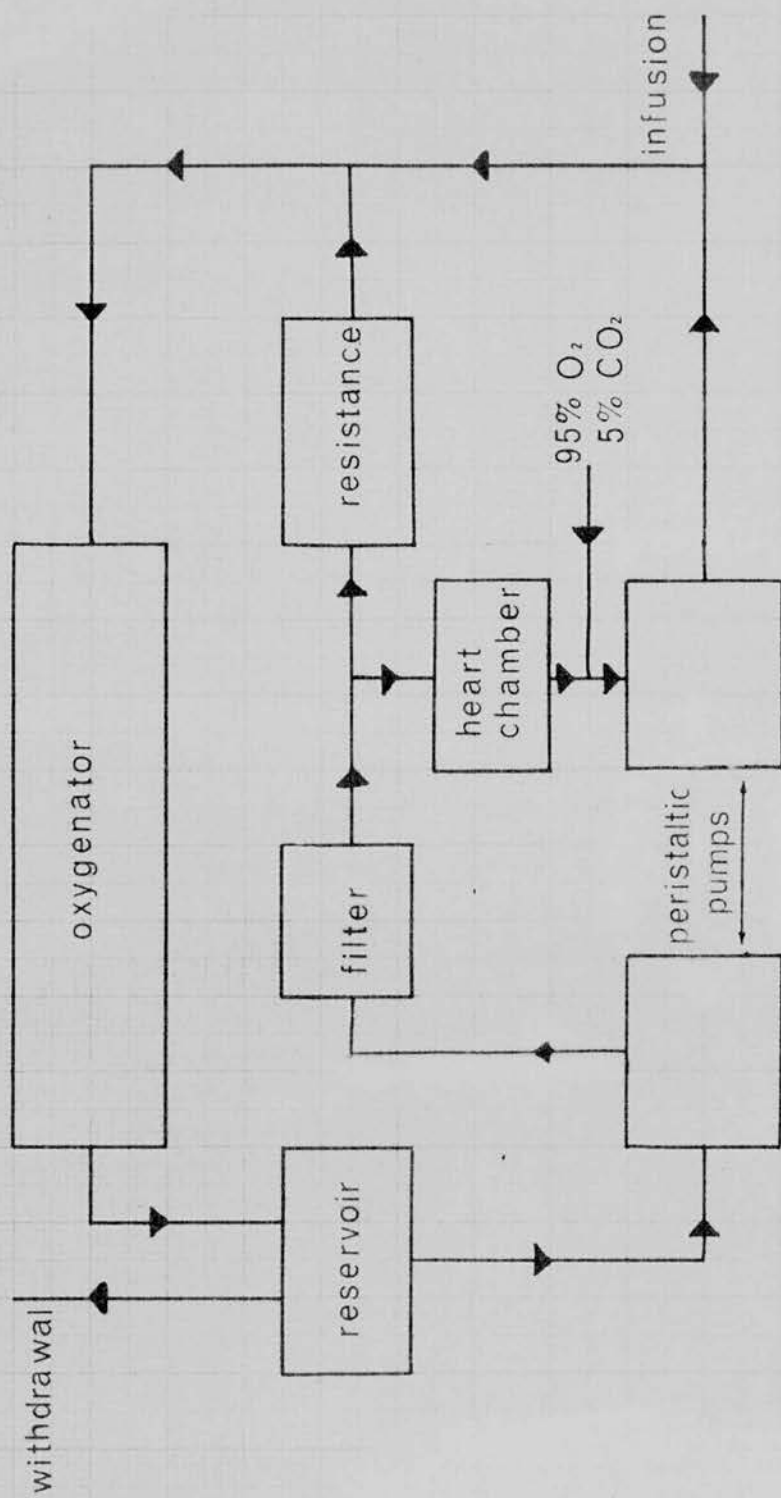 withdrawal
oxygenator
reservoir
filter
resistance
heart
chamber
95% O₂
5% CO₂
peristaltic
pumps
infusion